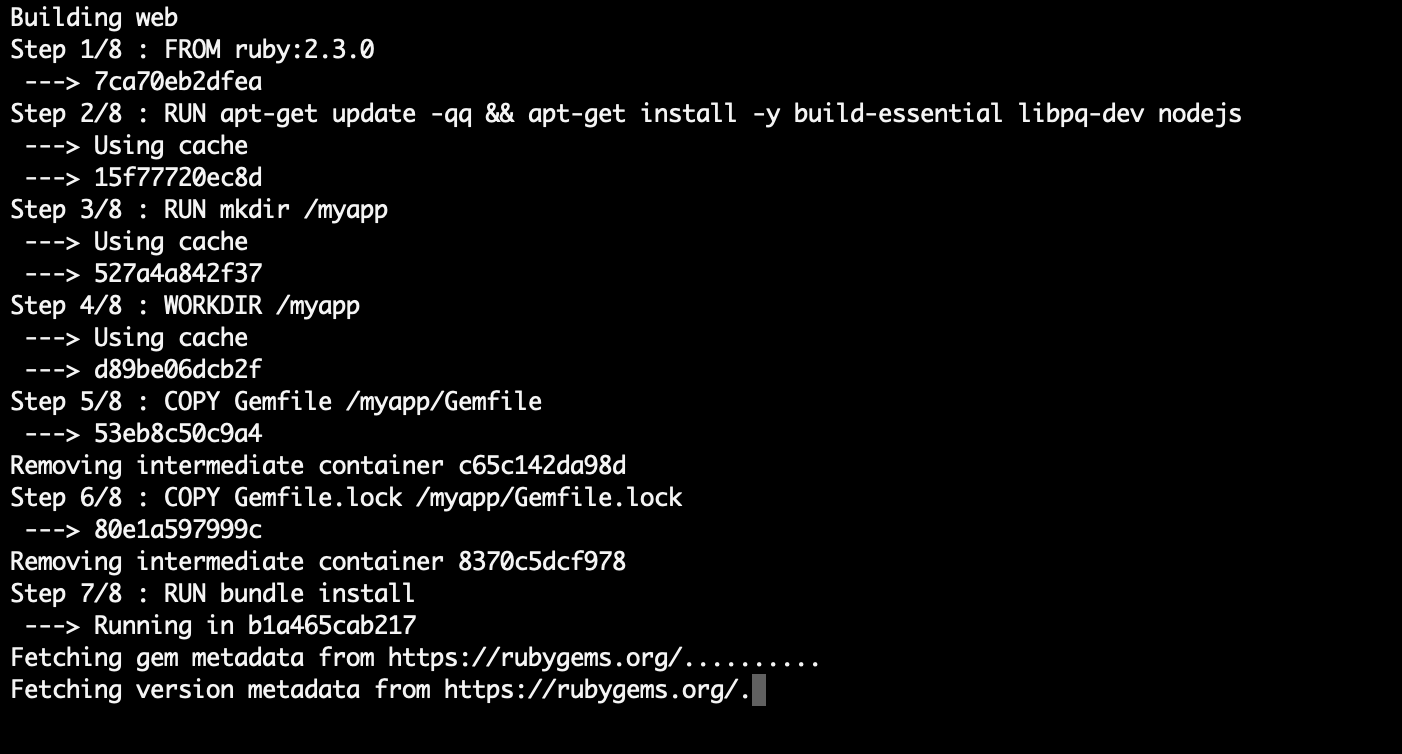 Building web
Step 1/8 : FROM ruby:2.3.0
 ---> 7ca70eb2dfea
Step 2/8 : RUN apt-get update -qq && apt-get install -y build-essential libpq-dev nodejs
 ---> Using cache
 ---> 15f77720ec8d
Step 3/8 : RUN mkdir /myapp
 ---> Using cache
 ---> 527a4a842f37
Step 4/8 : WORKDIR /myapp
 ---> Using cache
 ---> d89be06dcb2f
Step 5/8 : COPY Gemfile /myapp/Gemfile
 ---> 53eb8c50c9a4
Removing intermediate container c65c142da98d
Step 6/8 : COPY Gemfile.lock /myapp/Gemfile.lock
 ---> 80e1a597999c
Removing intermediate container 8370c5dcf978
Step 7/8 : RUN bundle install
 ---> Running in b1a465cab217
Fetching gem metadata from https://rubygems.org/..........
Fetching version metadata from https://rubygems.org/.